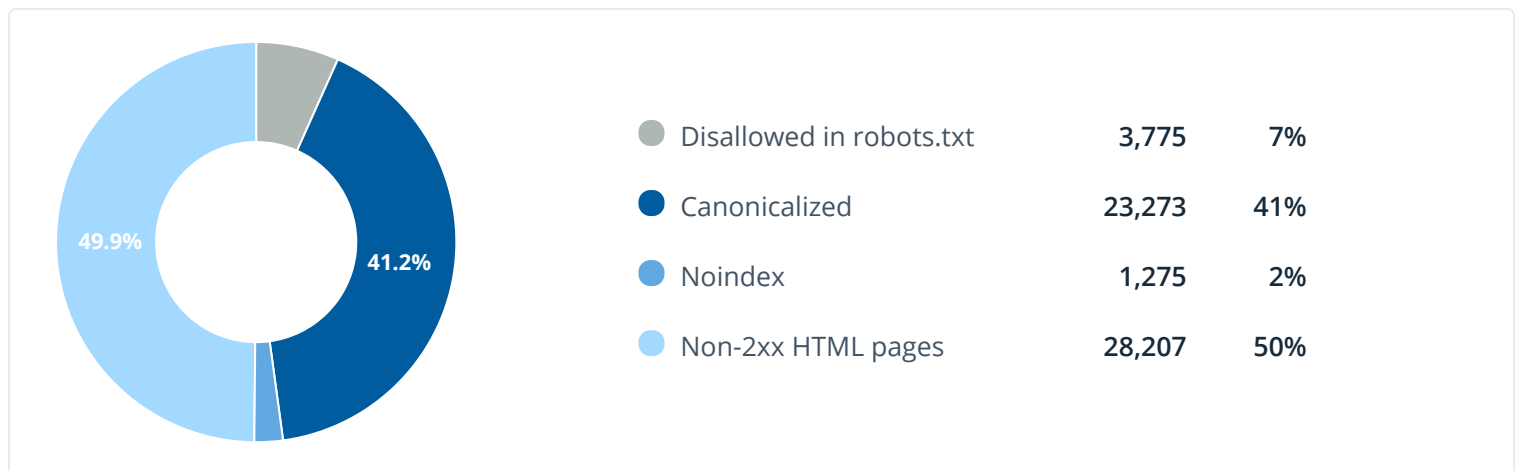 49.9%
41.2%
Disallowed in robots.txt 3,775 7%
Canonicalized 23,273 41%
Noindex 1,275 2%
Non-2xx HTML pages 28,207 50%